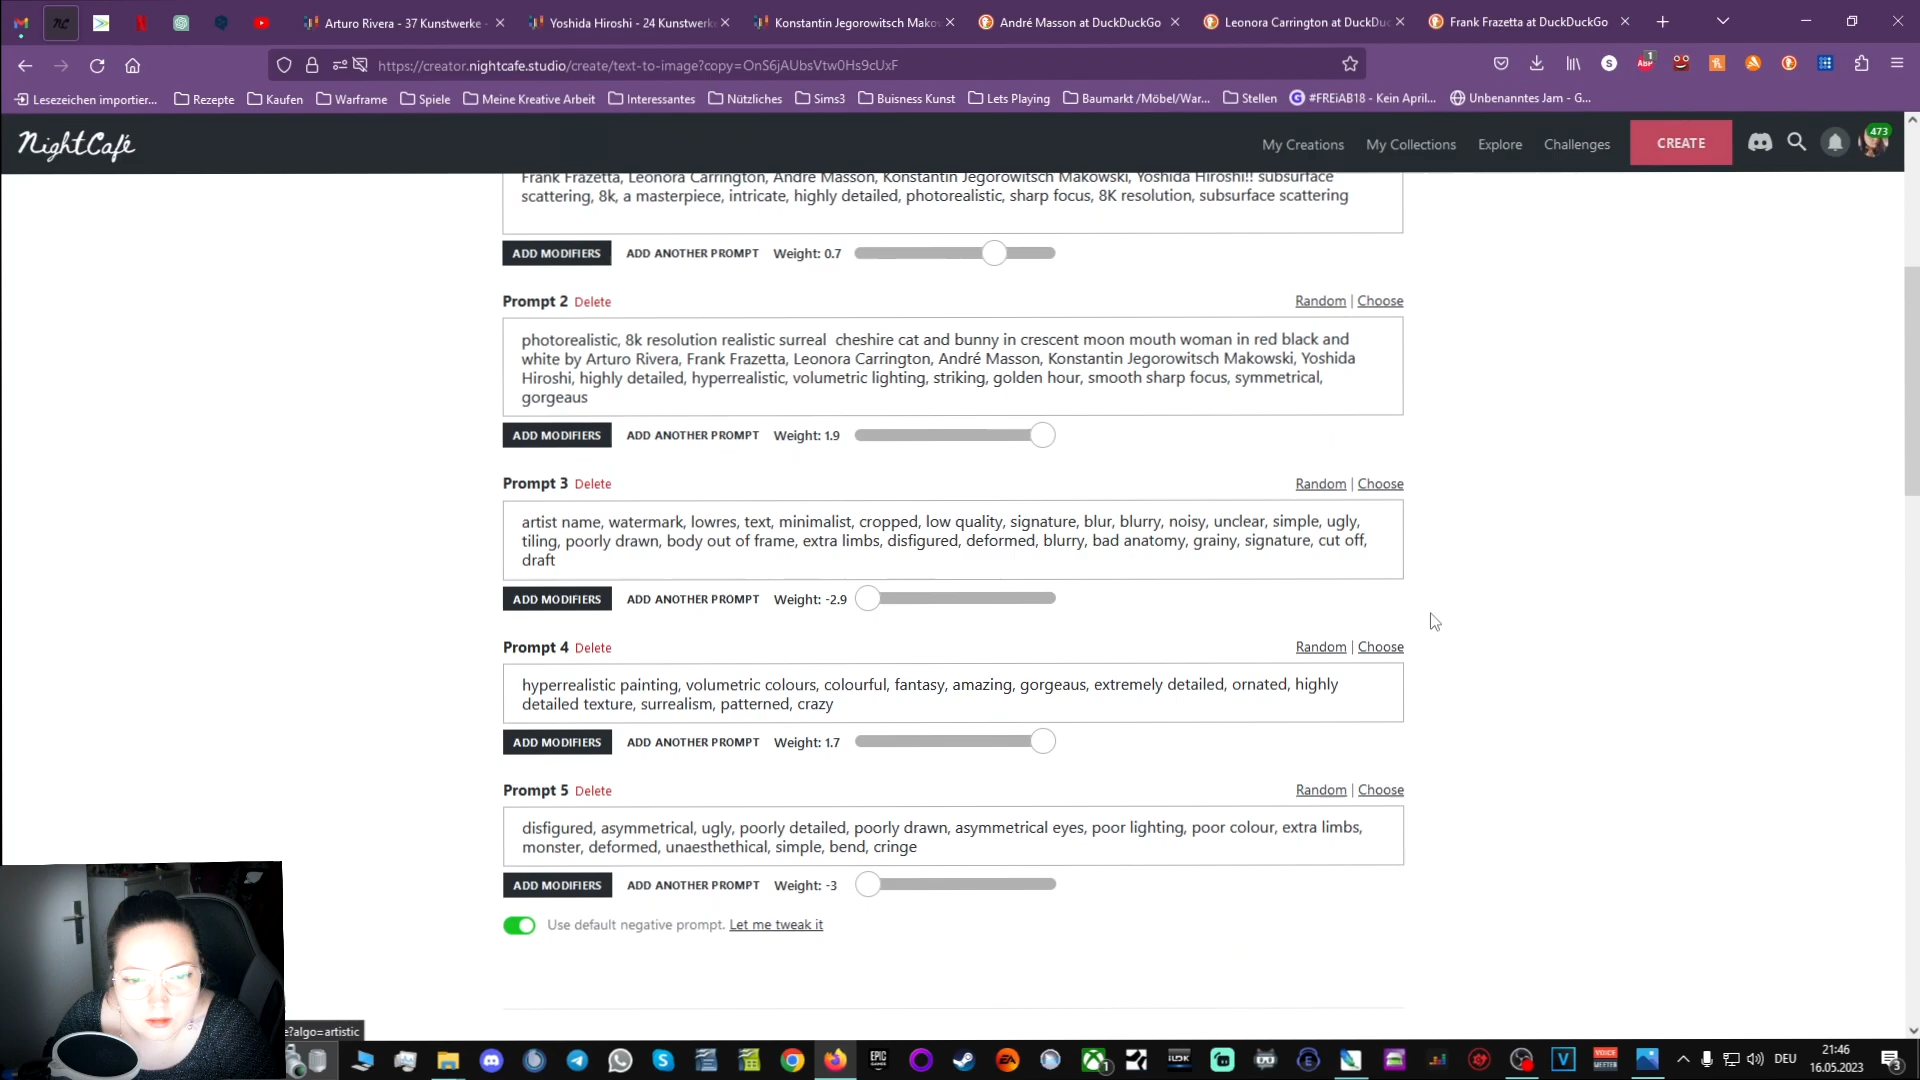 Arturo Rivera - 37 Kunstwerke -
Yoshida Hiroshi - 24 Kunstwerke
Konstantin Jegorowitsch Makow
André Masson at DuckDuckGo
Leonora Carrington at DuckDuc
Frank Frazetta at DuckDuckGo
https://creator.nightcafe.studio/create/text-to-image?copy=OnS6jAUbsVtw0Hs9cUxF
Lesezeichen importier...
Rezepte
Kaufen
Warframe
Spiele
Meine Kreative Arbeit
Interessantes
Nützliches
Sims3
Buisness Kunst
Lets Playing
Baumarkt /Möbel/War...
Stellen
#FREiAB18 - Kein April...
Unbenanntes Jam - G...
NightCafé
My Creations
My Collections
Explore
Challenges
CREATE
473
Frank Frazetta, Leonora Carrington, André Masson, Konstantin Jegorowitsch Makowski, Yoshida Hiroshi!! subsurface
scattering, 8k, a masterpiece, intricate, highly detailed, photorealistic, sharp focus, 8K resolution, subsurface scattering
ADD MODIFIERS ADD ANOTHER PROMPT Weight: 0.7
Prompt 2 Delete Random | Choose
photorealistic, 8k resolution realistic surreal cheshire cat and bunny in crescent moon mouth woman in red black and
white by Arturo Rivera, Frank Frazetta, Leonora Carrington, André Masson, Konstantin Jegorowitsch Makowski, Yoshida
Hiroshi, highly detailed, hyperrealistic, volumetric lighting, striking, golden hour, smooth sharp focus, symmetrical,
gorgeaus
ADD MODIFIERS ADD ANOTHER PROMPT Weight: 1.9
Prompt 3 Delete Random | Choose
artist name, watermark, lowres, text, minimalist, cropped, low quality, signature, blur, blurry, noisy, unclear, simple, ugly,
tiling, poorly drawn, body out of frame, extra limbs, disfigured, deformed, blurry, bad anatomy, grainy, signature, cut off,
draft
ADD MODIFIERS ADD ANOTHER PROMPT Weight: -2.9
Prompt 4 Delete Random | Choose
hyperrealistic painting, volumetric colours, colourful, fantasy, amazing, gorgeaus, extremely detailed, ornated, highly
detailed texture, surrealism, patterned, crazy
ADD MODIFIERS ADD ANOTHER PROMPT Weight: 1.7
Prompt 5 Delete Random | Choose
disfigured, asymmetrical, ugly, poorly detailed, poorly drawn, asymmetrical eyes, poor lighting, poor colour, extra limbs,
monster, deformed, unaesthethical, simple, bend, cringe
ADD MODIFIERS ADD ANOTHER PROMPT Weight: -3
Use default negative prompt. Let me tweak it
e?algo=artistic
DEU
21:46
16.05.2023